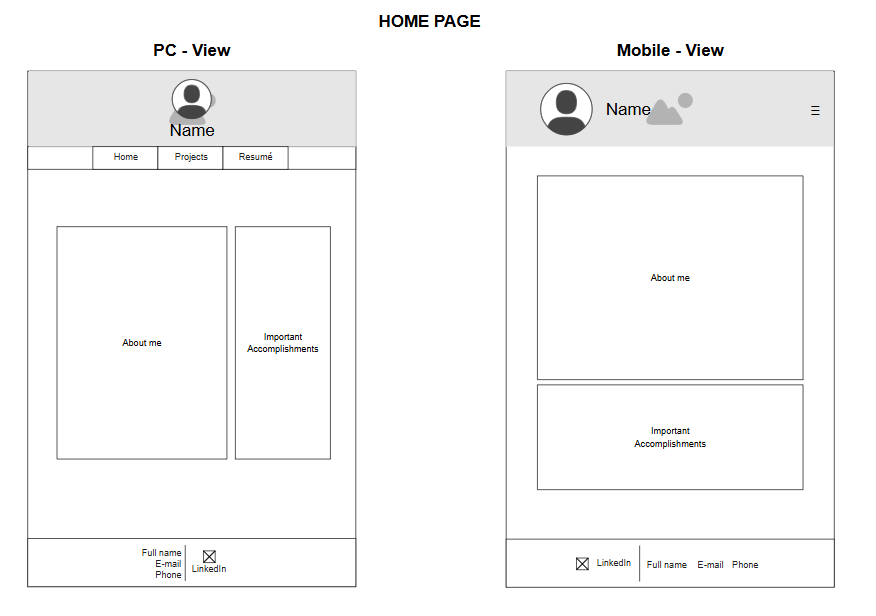 HOME PAGE
PC - View
Name
Home Projects Resumé
About me
Important
Accomplishments
Full name
E-mail
Phone
LinkedIn
Mobile - View
Name
About me
Important
Accomplishments
LinkedIn Full name E-mail Phone